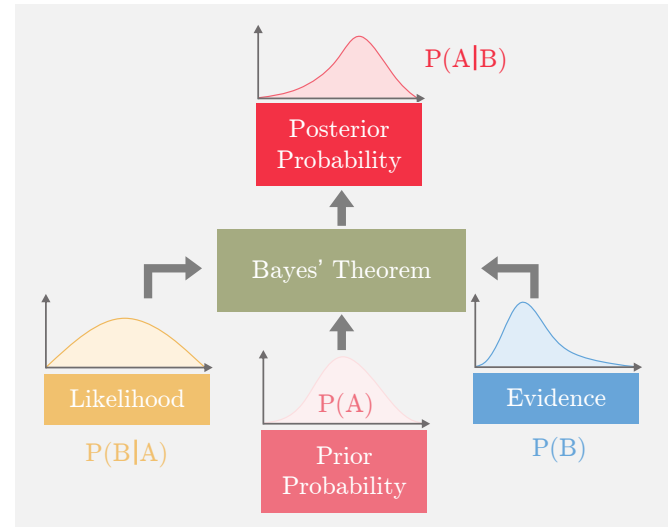 P(A|B)
Posterior
Probability
Bayes' Theorem
Likelihood
P(B|A)
P(A)
Prior
Probability
Evidence
P(B)